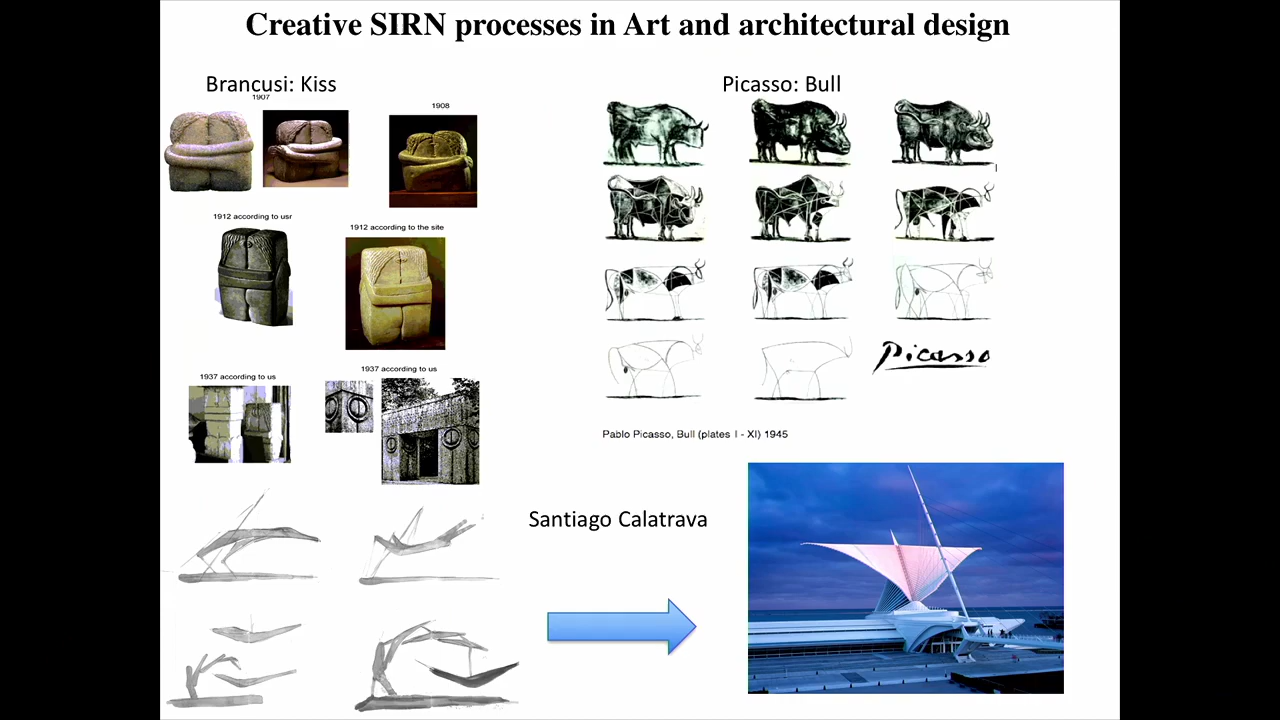 Creative SIRN processes in Art and architectural design
Brancusi: Kiss
1907
1908
1912 according to usr
1912 according to the site
1937 according to us
1937 according to us
Picasso: Bull
Picasso
Pablo Picasso, Bull (plates I - XI) 1945
Santiago Calatrava